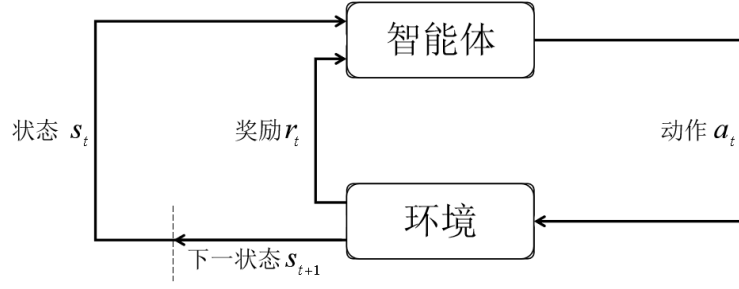 智能体
状态 s_t
奖励 r_t
动作 a_t
环境
下一状态 s_{t+1}